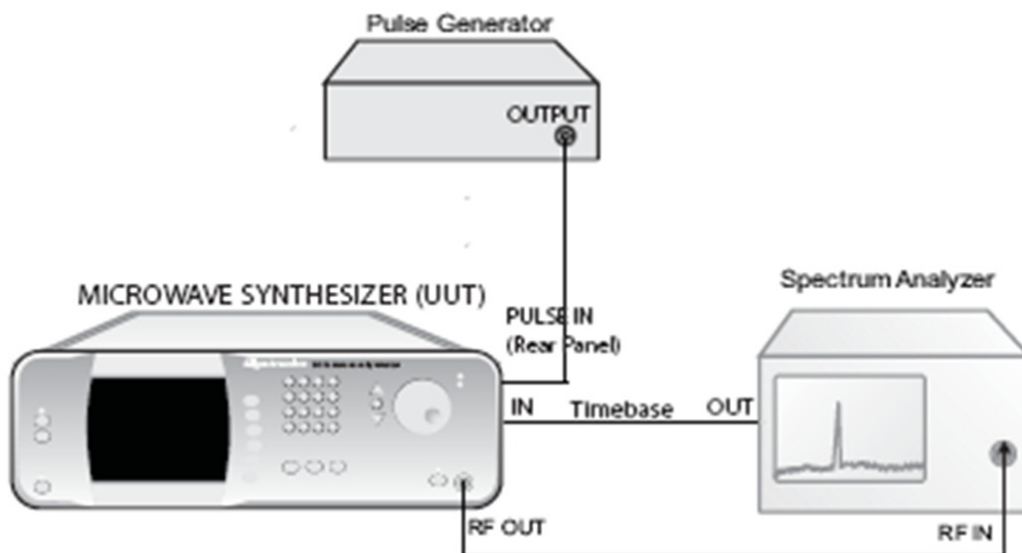 Pulse Generator
OUTPUT
MICROWAVE SYNTHESIZER (UUT)
Spectrum Analyzer
PULSE IN
(Rear Panel)
IN
Timebase
OUT
RF OUT
RF IN